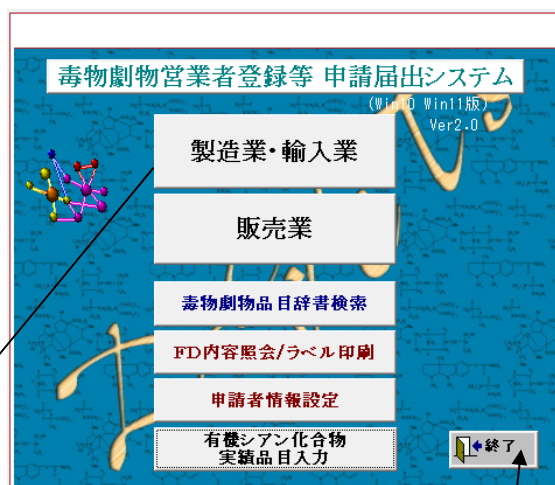 毒物劇物営業者登録等 申請届出システム
(Win10 Win11版)
Ver2.0
製造業・輸入業
販売業
毒物劇物品目辞書検索
FD内容照会/ラベル印刷
申請者情報設定
有機シアン化合物
実績品目入力
終了